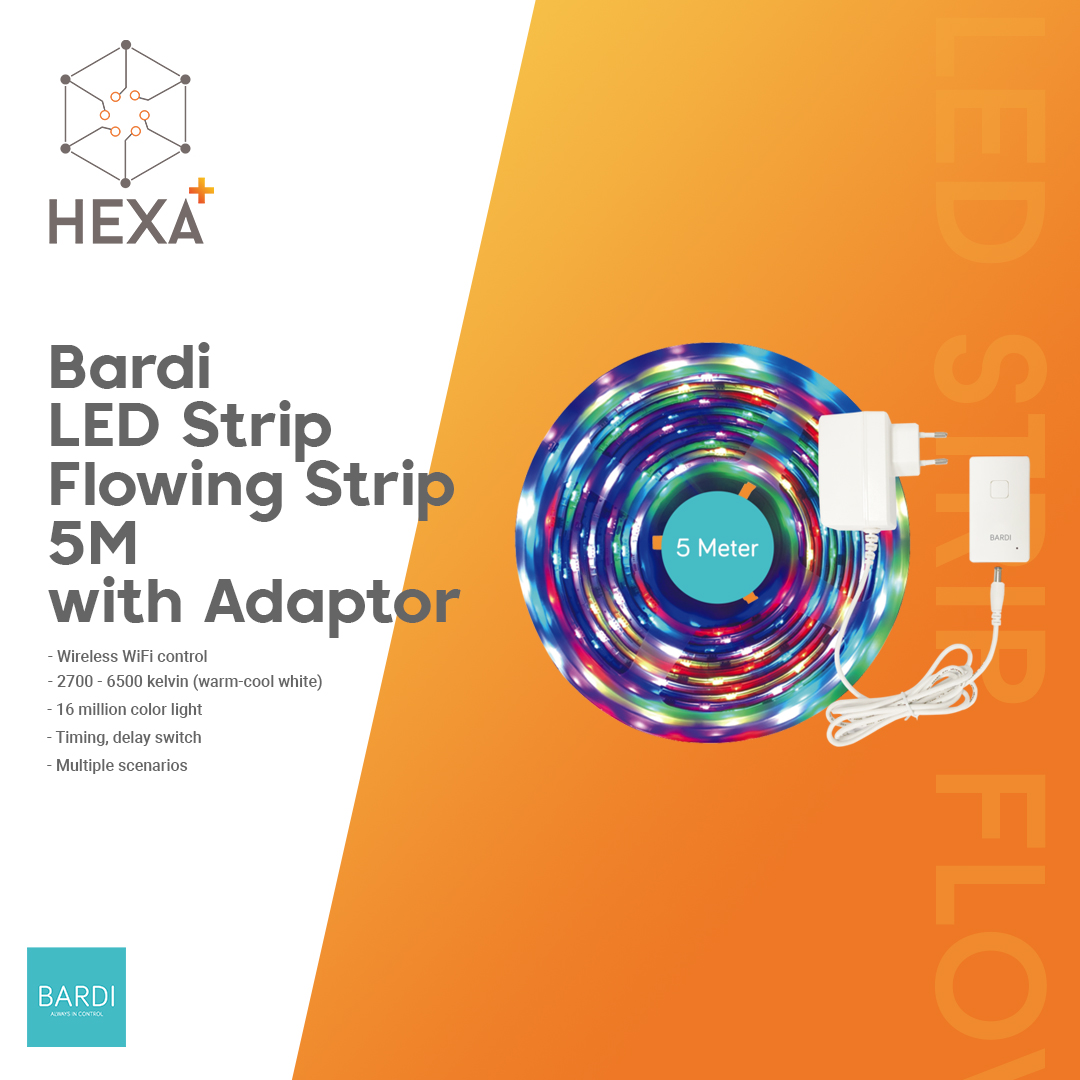 HEXA+
Bardi
LED Strip
Flowing Strip
5M
with Adaptor
- Wireless WiFi control
- 2700 - 6500 kelvin (warm-cool white)
- 16 million color light
- Timing, delay switch
- Multiple scenarios
5 Meter
BARDI
LED STRIP FLOW
BARDI
ALWAYS IN CONTROL